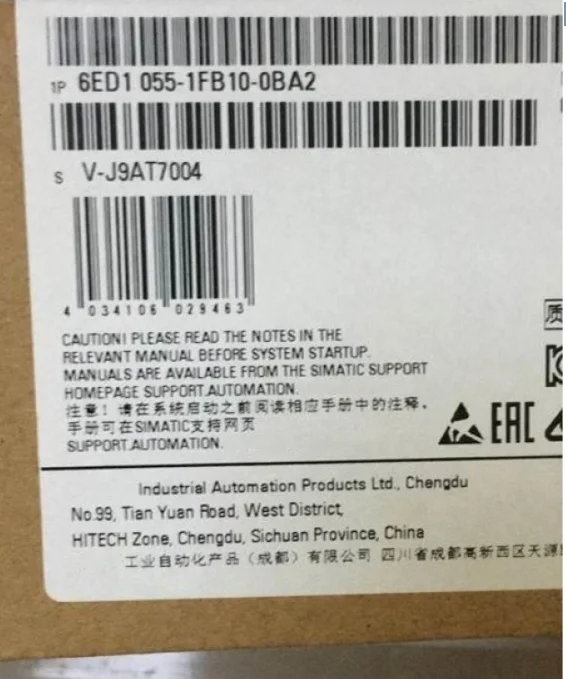 1P 6ED1 055-1FB10-0BA2
S V-J9AT7004
4 034106 029463
CAUTION! PLEASE READ THE NOTES IN THE
RELEVANT MANUAL BEFORE SYSTEM STARTUP.
MANUALS ARE AVAILABLE FROM THE SIMATIC SUPPORT
HOMEPAGE SUPPORT.AUTOMATION.
注意！请在系统启动之前阅读相应手册中的注释，
手册可在SIMATIC支持网页
SUPPORT.AUTOMATION.
质
EAC
Industrial Automation Products Ltd., Chengdu
No.99, Tian Yuan Road, West District,
HITECH Zone, Chengdu, Sichuan Province, China
工业自动化产品（成都）有限公司 四川省成都高新西区天源